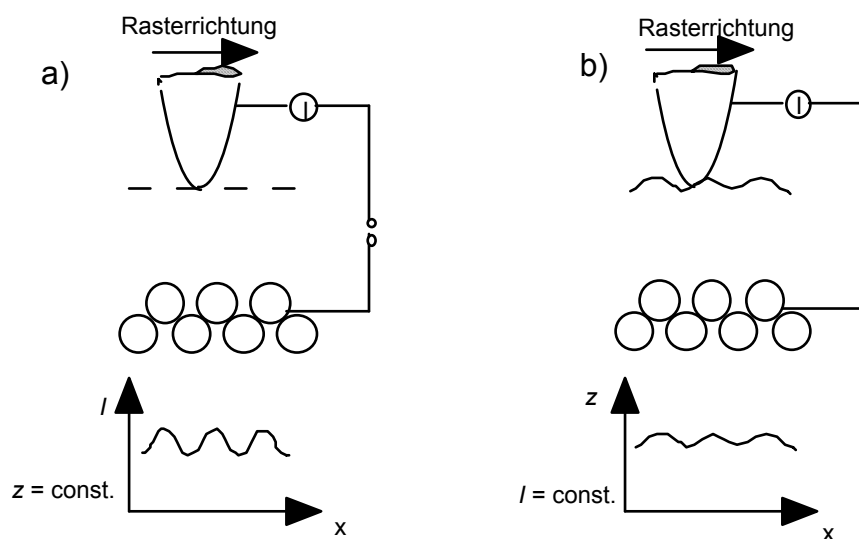 Rasterrichtung
a)
I
I
z = const.
x
Rasterrichtung
b)
I
z
I = const.
x